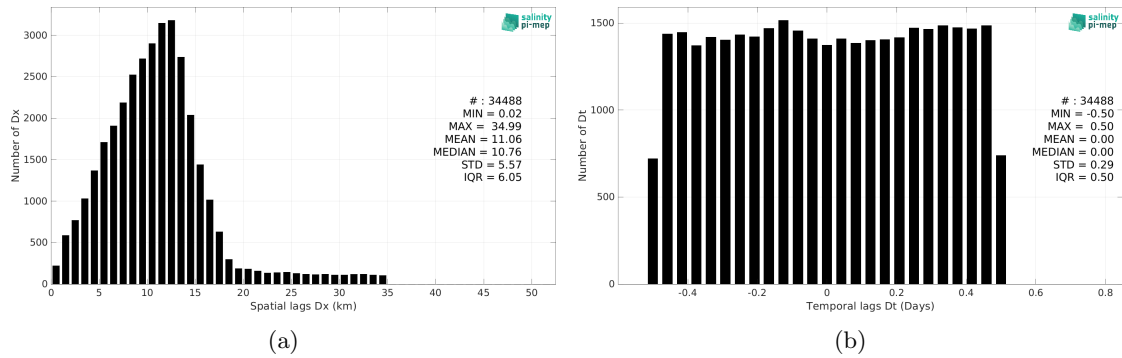 salinity
pi-mep
3000
2500
2000
1500
1000
500
0
Number of Dx
# : 34488
MIN = 0.02
MAX = 34.99
MEAN = 11.06
MEDIAN = 10.76
STD = 5.57
IQR = 6.05
0 5 10 15 20 25 30 35 40 45 50
Spatial lags Dx (km)
(a)
salinity
pi-mep
1500
1000
500
0
Number of Dt
# : 34488
MIN = -0.50
MAX = 0.50
MEAN = 0.00
MEDIAN = 0.00
STD = 0.29
IQR = 0.50
-0.4 -0.2 0 0.2 0.4 0.6 0.8
Temporal lags Dt (Days)
(b)